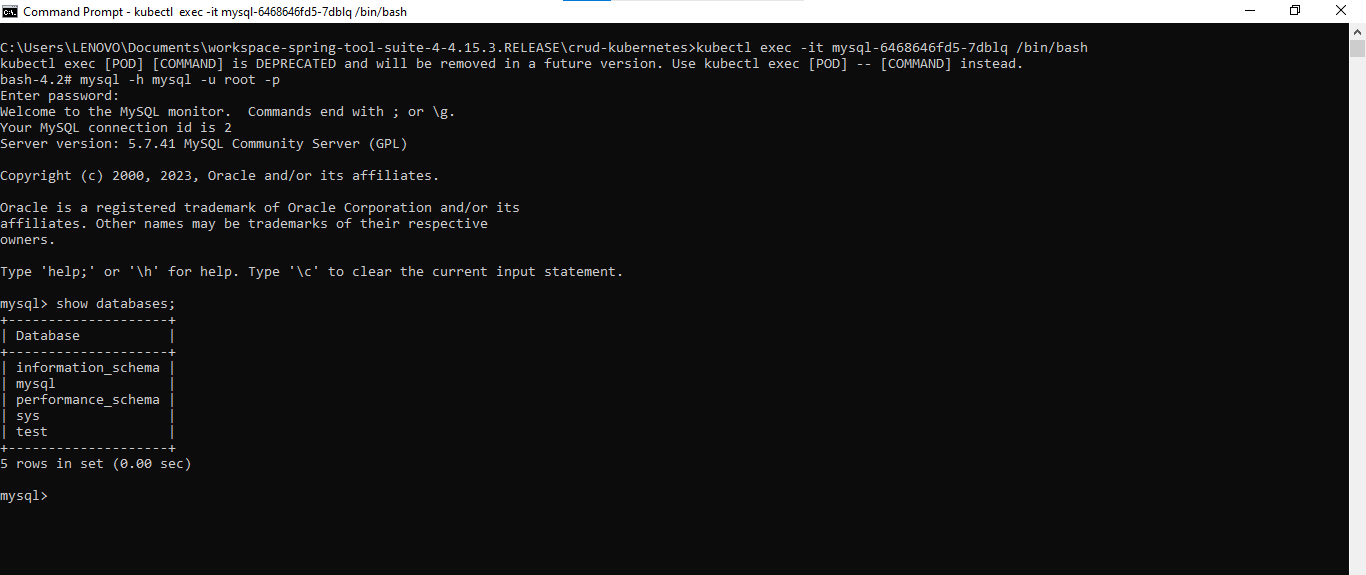 Command Prompt - kubectl  exec -it mysql-6468646fd5-7dblq /bin/bash
C:\Users\LENOVO\Documents\workspace-spring-tool-suite-4-4.15.3.RELEASE\crud-kubernetes>kubectl exec -it mysql-6468646fd5-7dblq /bin/bash
kubectl exec [POD] [COMMAND] is DEPRECATED and will be removed in a future version. Use kubectl exec [POD] -- [COMMAND] instead.
bash-4.2# mysql -h mysql -u root -p
Enter password:
Welcome to the MySQL monitor.  Commands end with ; or \g.
Your MySQL connection id is 2
Server version: 5.7.41 MySQL Community Server (GPL)

Copyright (c) 2000, 2023, Oracle and/or its affiliates.

Oracle is a registered trademark of Oracle Corporation and/or its
affiliates. Other names may be trademarks of their respective
owners.

Type 'help;' or '\h' for help. Type '\c' to clear the current input statement.

mysql> show databases;
+--------------------+
| Database           |
+--------------------+
| information_schema |
| mysql              |
| performance_schema |
| sys                |
| test               |
+--------------------+
5 rows in set (0.00 sec)

mysql>